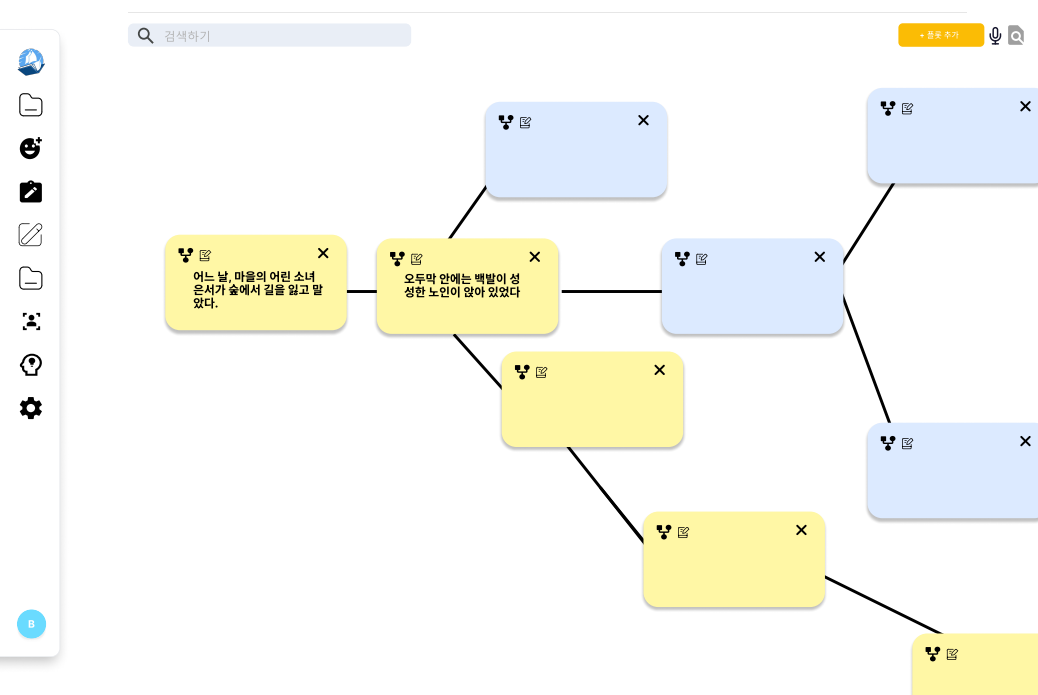 검색하기
+ 플롯 추가
어느 날, 마을의 어린 소녀
은서가 숲에서 길을 잃고 말
았다.
오두막 안에는 백발이 성
성한 노인이 앉아 있었다
B